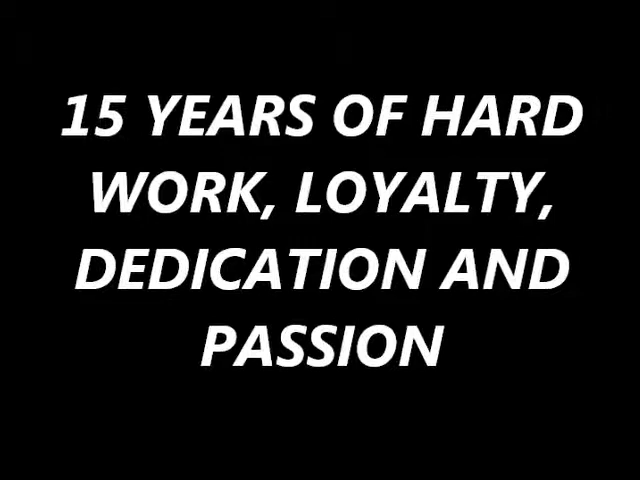 15 YEARS OF HARD
WORK, LOYALTY,
DEDICATION AND
PASSION